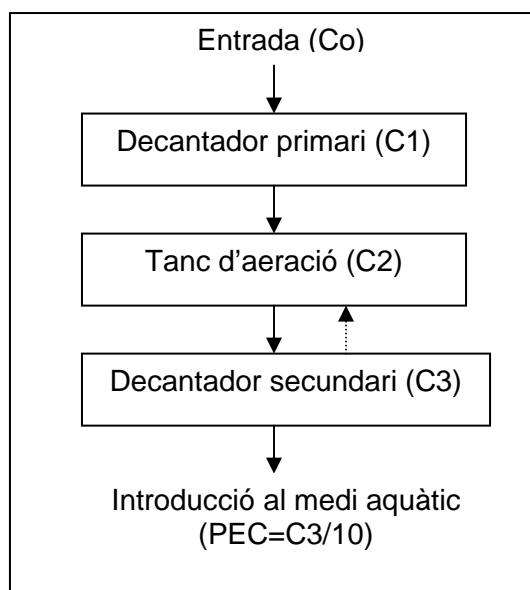 Entrada (Co)
Decantador primari (C1)
Tanc d’aeració (C2)
Decantador secundari (C3)
Introducció al medi aquàtic
(PEC=C3/10)